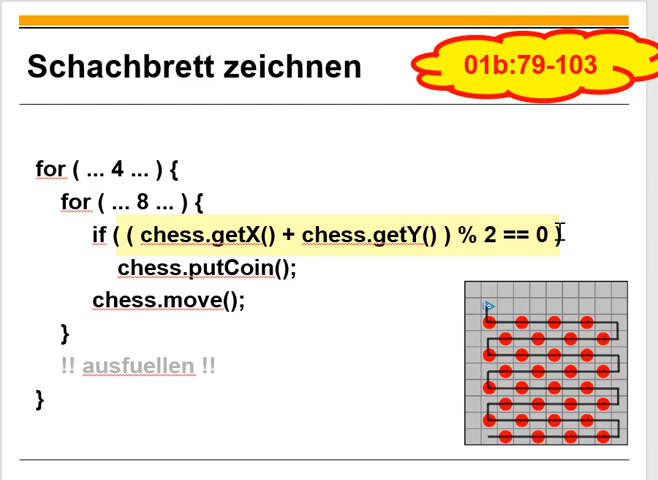 Schachbrett zeichnen
01b:79-103
for ( ... 4 ... ) {
for ( ... 8 ... ) {
if ( ( chess.getX() + chess.getY() ) % 2 == 0 )
chess.putCoin();
chess.move();
}
!! ausfuellen !!
}